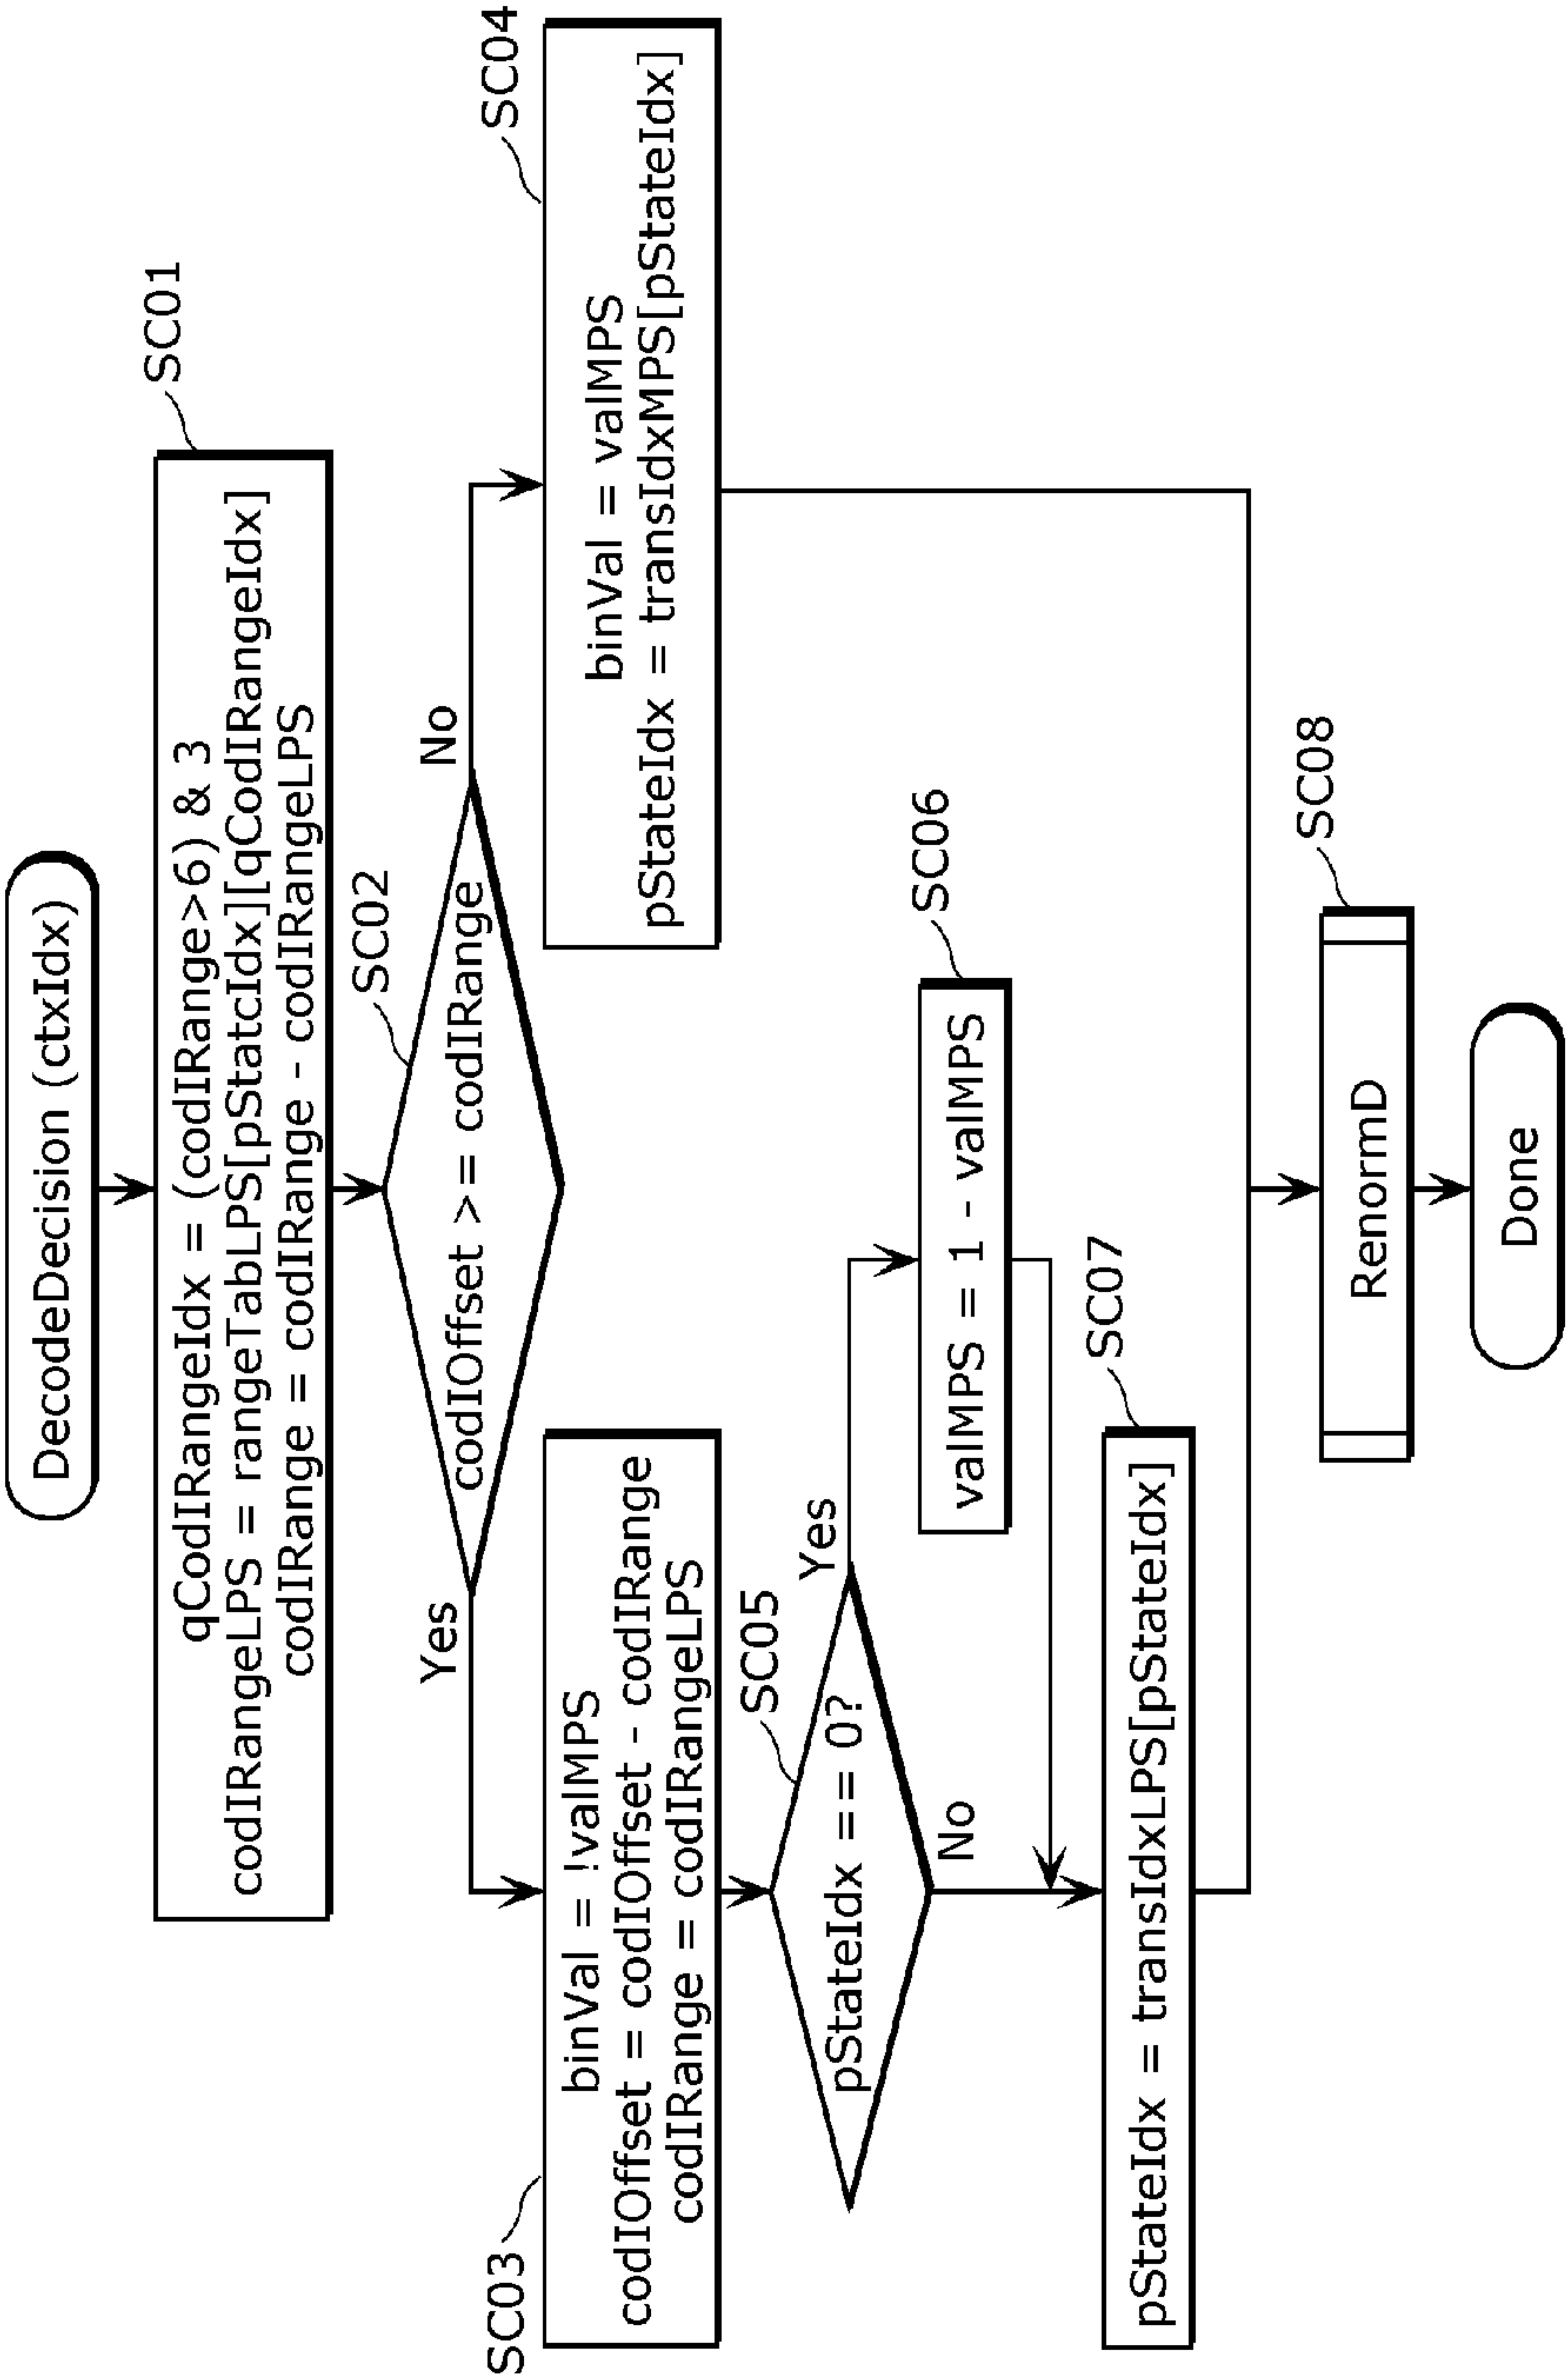 DecodeDecision (ctxIdx)
SC01
qCodIRangeIdx = (codIRange>6) & 3
codIRangeLPS = rangeTabLPS[pStatcIdx][qCodIRangeIdx]
codIRange = codIRange - codIRangeLPS
SC02
codIOffset >= codIRange
Yes
No
SC03
binVal = !valMPS
codIOffset = codIOffset - codIRange
codIRange = codIRangeLPS
SC04
binVal = valMPS
pStateIdx = transIdxMPS[pStateIdx]
SC05
pStateIdx == 0?
Yes
No
SC06
valMPS = 1 - valMPS
SC07
pStateIdx = transIdxLPS[pStateIdx]
SC08
RenormD
Done